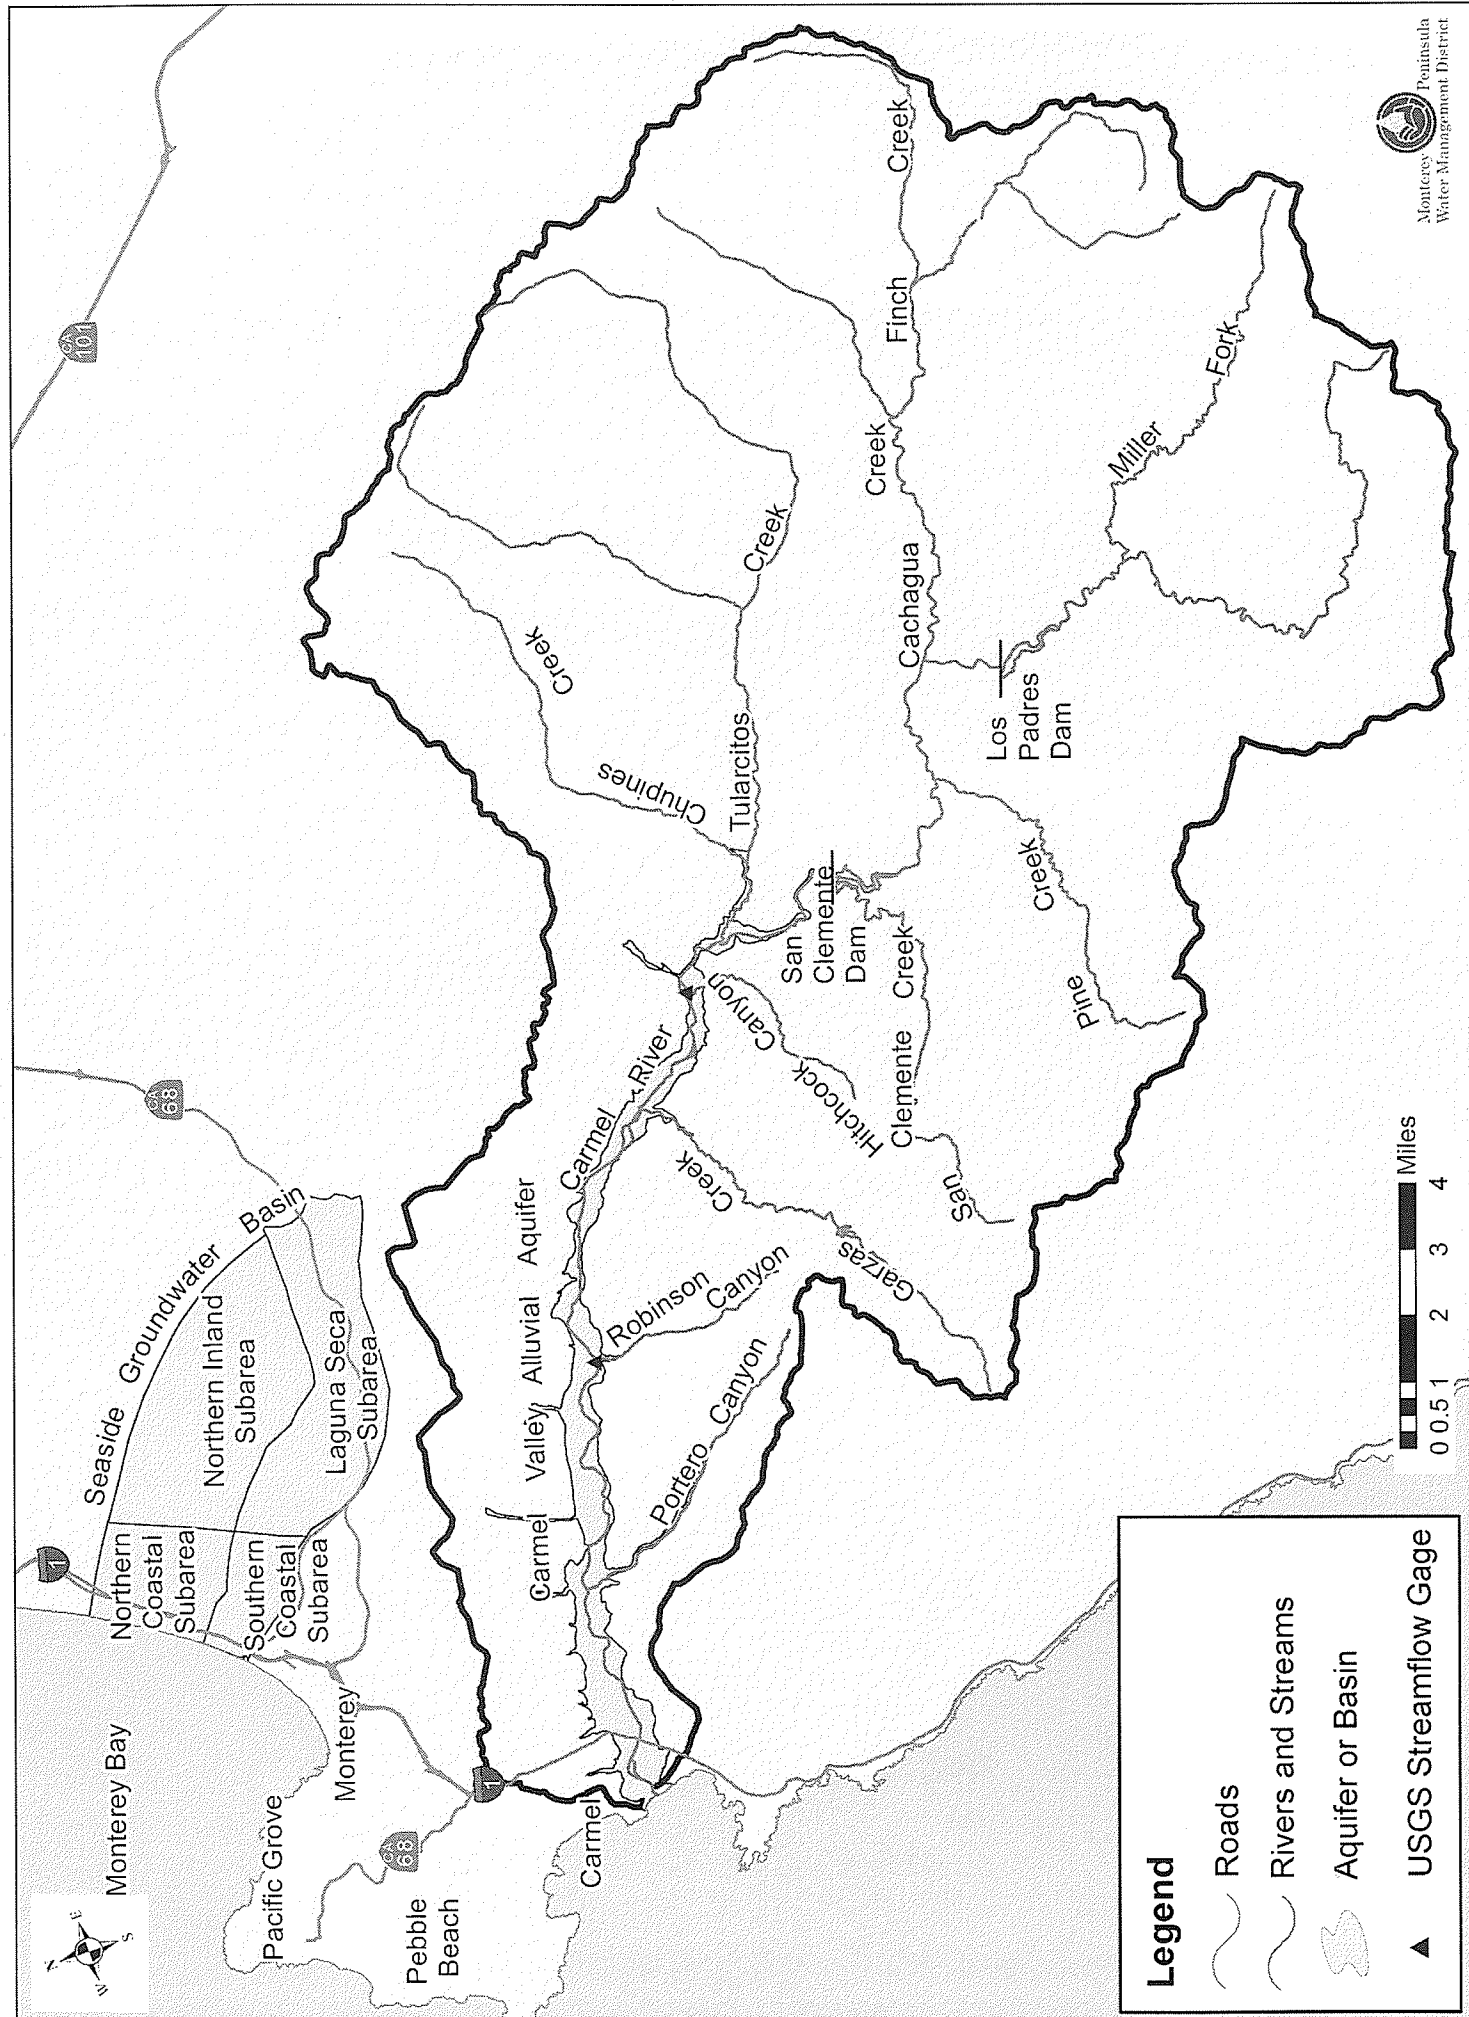 Monterey Bay
Pacific Grove
Pebble
Beach
Monterey
Carmel
N
E
S
W
1
68
CA
68
CA
101
1
Seaside Groundwater Basin
Northern
Coastal
Subarea
Southern
Coastal
Subarea
Northern Inland
Subarea
Laguna Seca
Subarea
Carmel Valley Alluvial Aquifer
Carmel River
Portero Canyon
Robinson
Canyon
Garzas Creek
Hitchcock Canyon
San Clemente Creek
San
Clemente
Dam
Pine Creek
Chupines Creek
Tularcitos Creek
Cachagua Creek
Finch Creek
Los
Padres
Dam
Miller Fork
Legend
Roads
Rivers and Streams
Aquifer or Basin
USGS Streamflow Gage
0 0.5 1 2 3 4
Miles
Monterey Peninsula
Water Management District